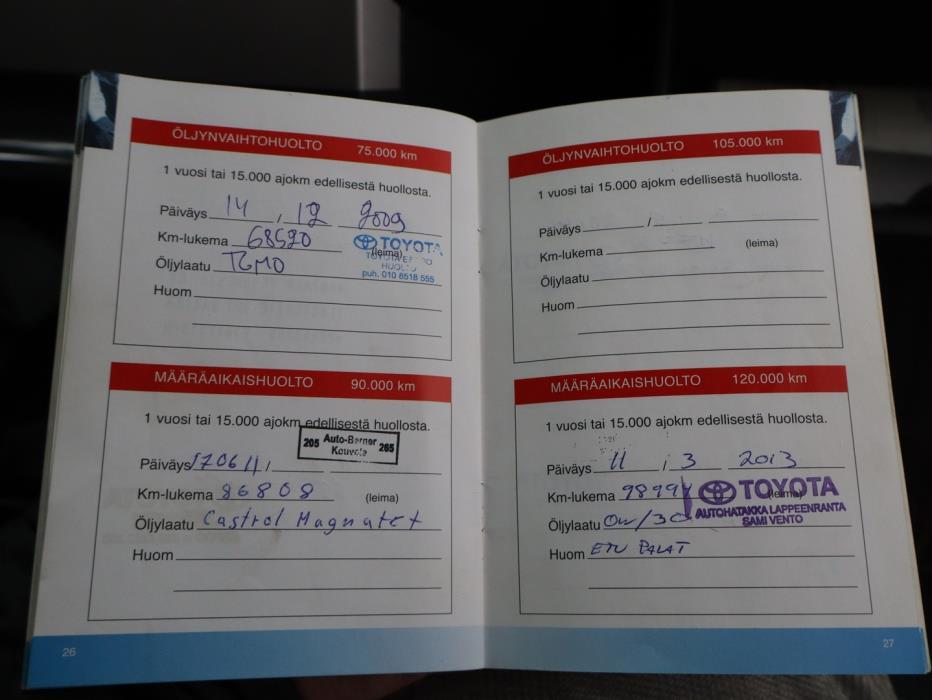 ÖLJYNVAIHTOHUOLTO 75.000 km
1 vuosi tai 15.000 ajokm edellisestä huollosta.
Päiväys 14 / 12 2009
Km-lukema 68520
TOYOTA
(leima)
HUOLTO
Öljylaatu TGMO
puh. 010 8518 555
Huom
MÄÄRÄAIKAISHUOLTO 90.000 km
1 vuosi tai 15.000 ajokm edellisestä huollosta.
205 Auto-Berner 265
Kouvola
Päiväys 170611 /
Km-lukema 86808 (leima)
Öljylaatu Castrol Magnatet
Huom
26
ÖLJYNVAIHTOHUOLTO 105.000 km
1 vuosi tai 15.000 ajokm edellisestä huollosta.
Päiväys /
Km-lukema (leima)
Öljylaatu
Huom
MÄÄRÄAIKAISHUOLTO 120.000 km
1 vuosi tai 15.000 ajokm edellisestä huollosta.
Päiväys 11 / 3 2013
Km-lukema 98994 (leima)
TOYOTA
AUTOHATAKKA LAPPEENRANTA
SAMI VENTO
Öljylaatu 0w/30
Huom ETU PALAT
27